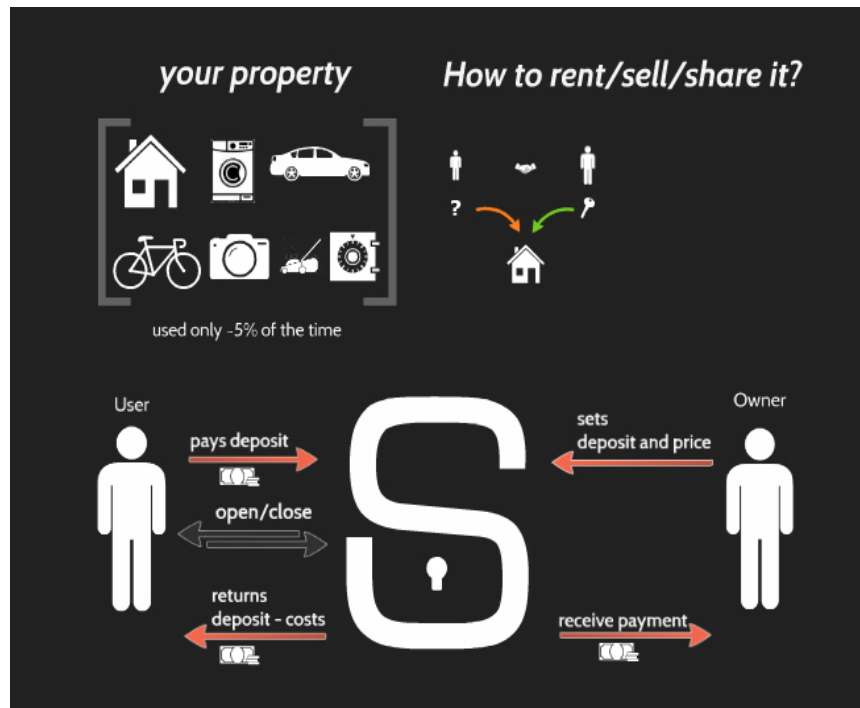 your property
How to rent/sell/share it?
?
used only ~5% of the time
User
Owner
pays deposit
sets
deposit and price
open/close
returns
deposit - costs
receive payment
S